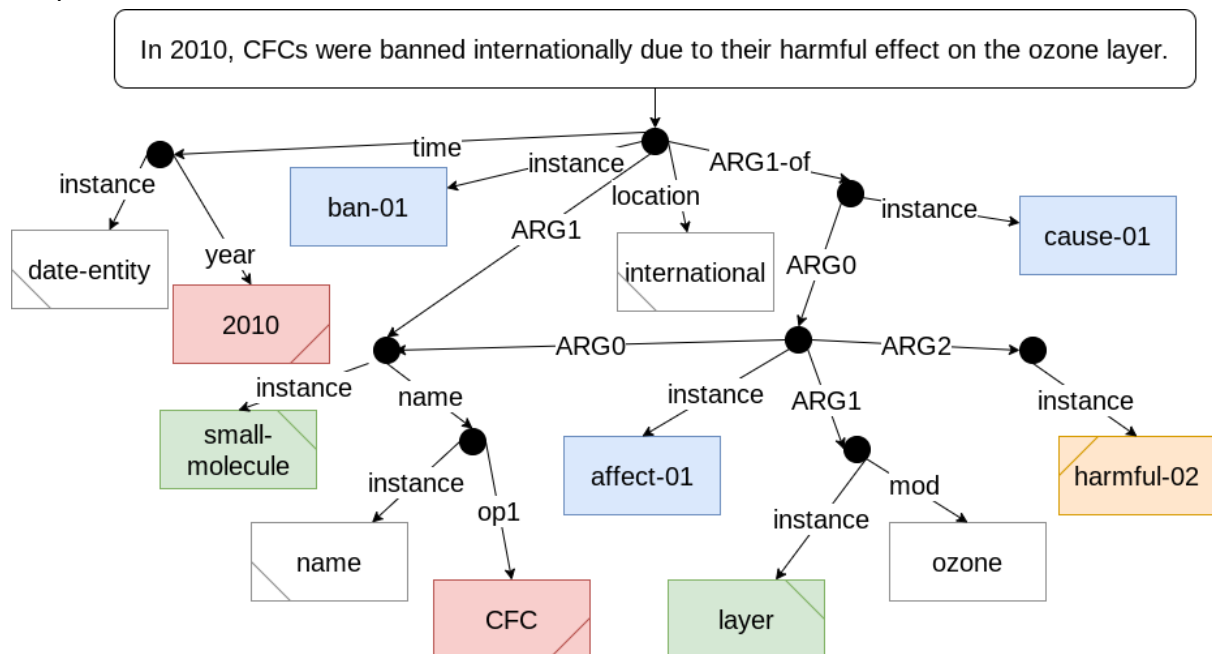 In 2010, CFCs were banned internationally due to their harmful effect on the ozone layer.
time
instance
ARG1-of
instance
location
instance
ban-01
ARG1
cause-01
year
date-entity
international
ARG0
2010
ARG0
ARG2
instance
name
instance
ARG1
instance
small-
molecule
affect-01
harmful-02
instance
op1
instance
mod
name
ozone
CFC
layer